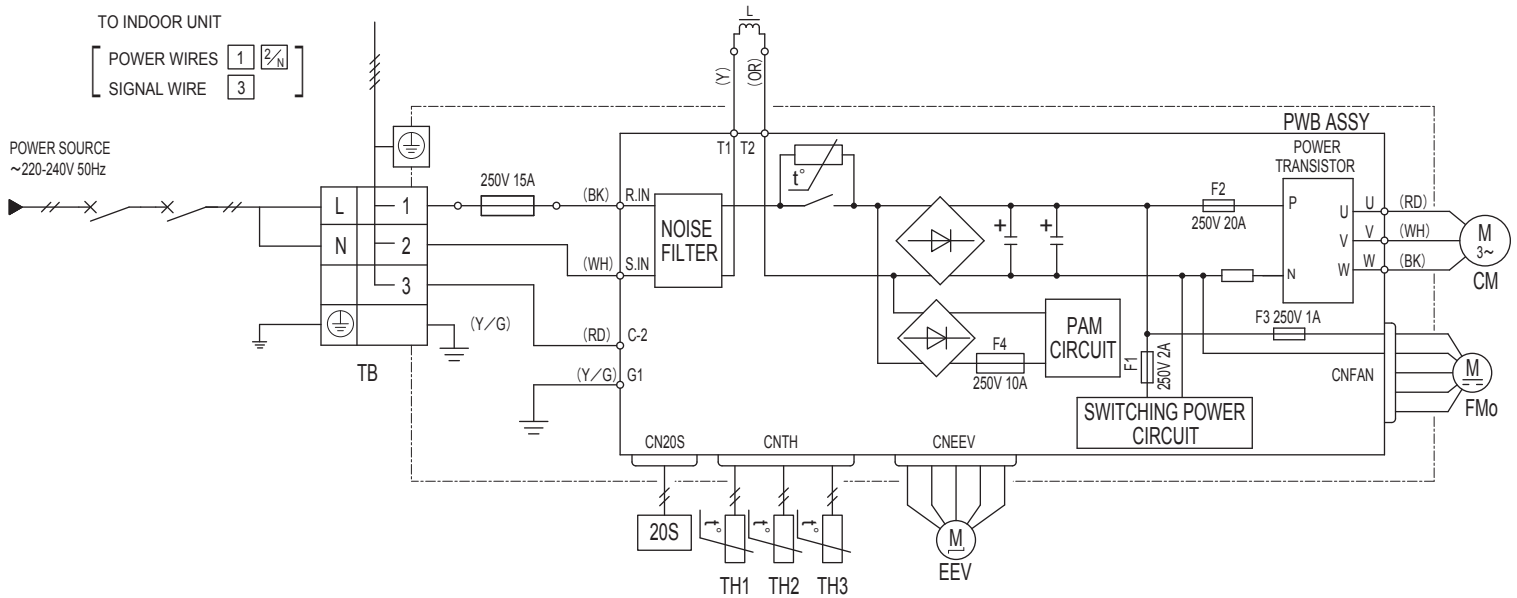 TO INDOOR UNIT
POWER WIRES 1 2/N
SIGNAL WIRE 3
POWER SOURCE
~220-240V 50Hz
L
(Y)
(OR)
T1 T2
PWB ASSY
POWER
TRANSISTOR
L 1
N 2
3
TB
250V 15A
(BK) R.IN
(WH) S.IN
(RD) C-2
(Y/G) G1
(Y/G)
NOISE
FILTER
t°
+ +
F2
250V 20A
P
N
U U (RD)
V V (WH)
W W (BK)
M
3~
CM
F4
250V 10A
PAM
CIRCUIT
F1
250V 2A
F3 250V 1A
CNFAN
M
FMo
SWITCHING POWER
CIRCUIT
CN20S
CNTH
CNEEV
20S
t° t° t°
TH1 TH2 TH3
M
EEV